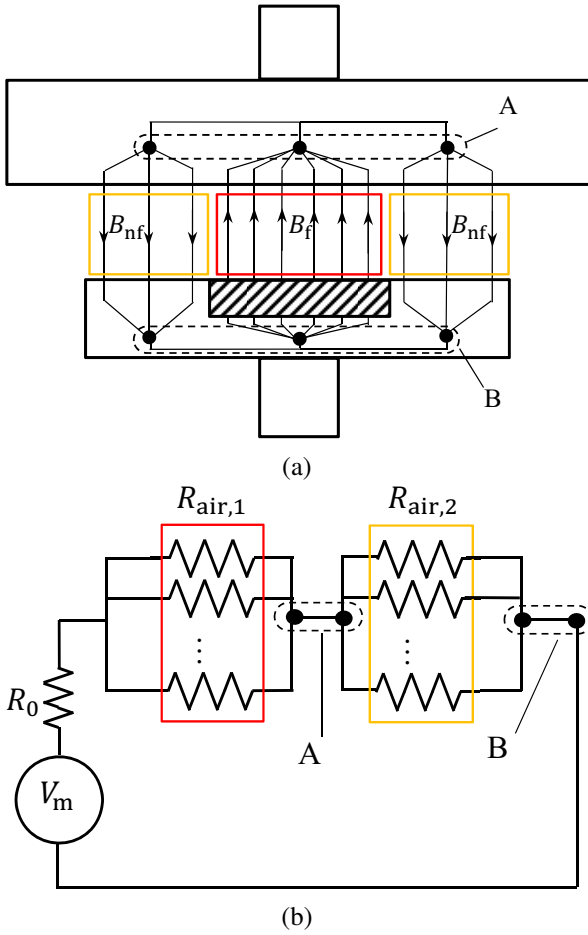 A
B_nf
B_f
B_nf
B
(a)
R_air,1
R_air,2
R_0
A
B
V_m
⋮
⋮
(b)